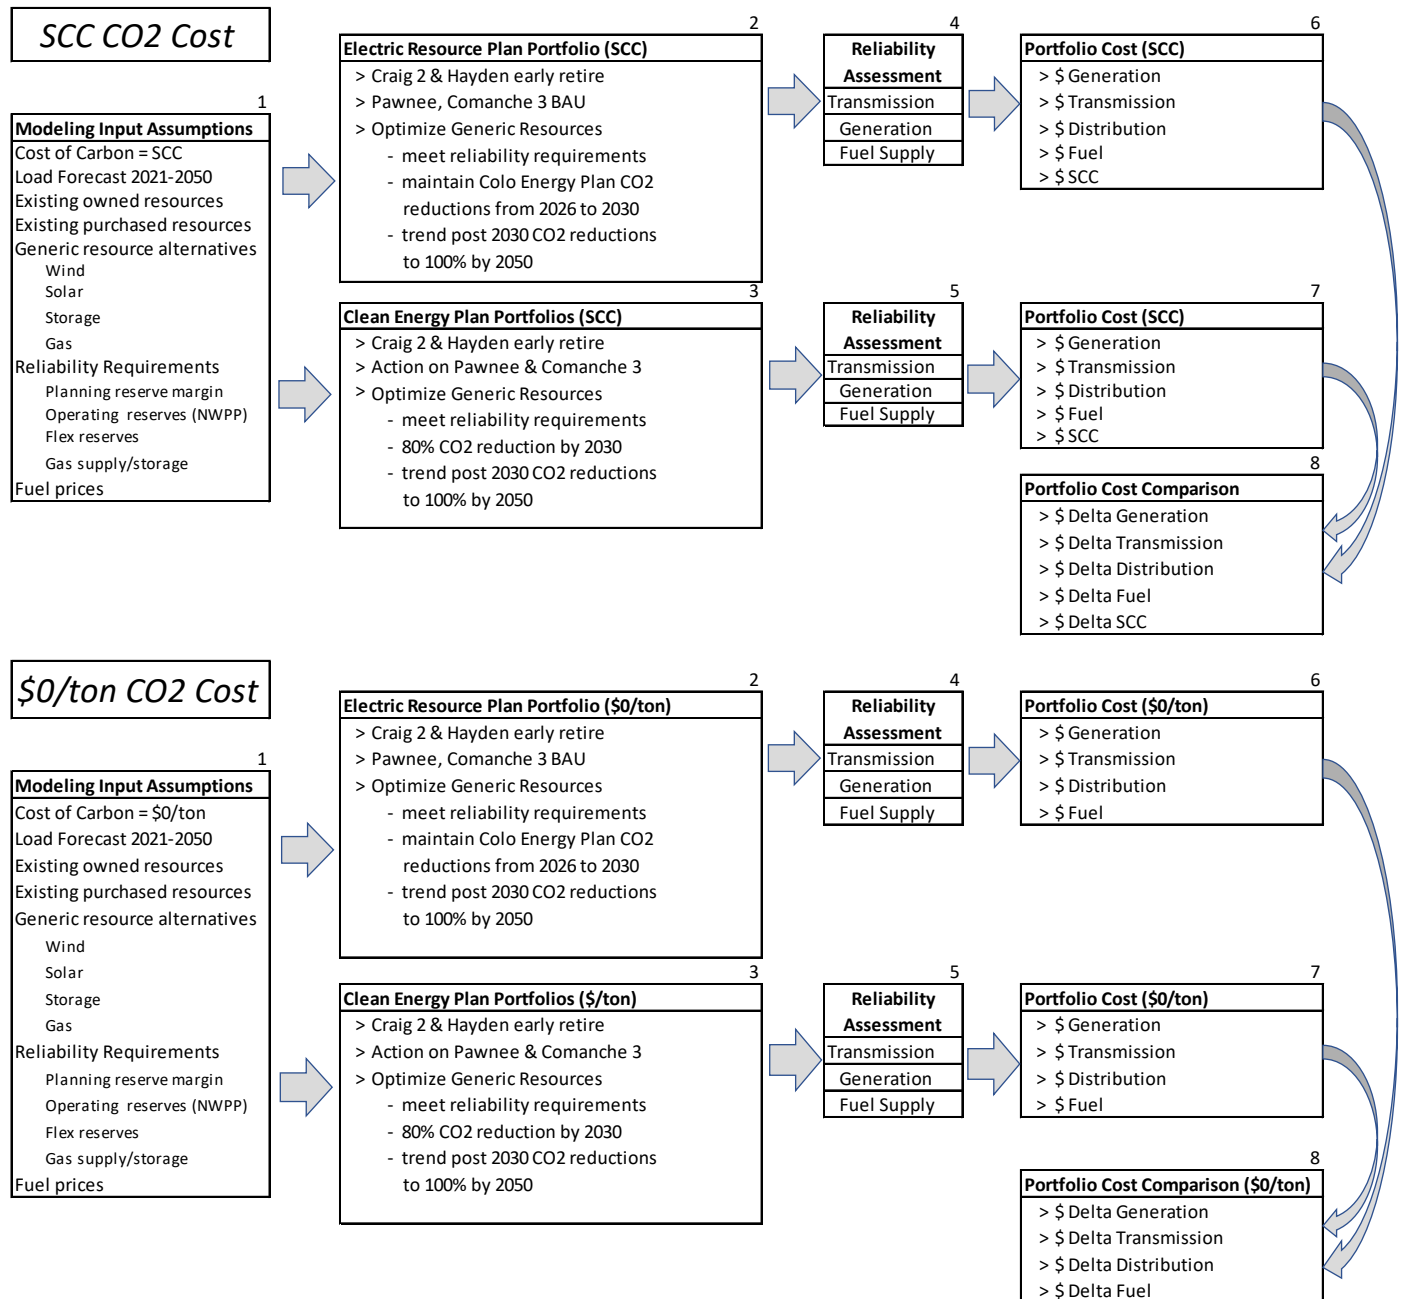 SCC CO2 Cost
1
Modeling Input Assumptions
Cost of Carbon = SCC
Load Forecast 2021-2050
Existing owned resources
Existing purchased resources
Generic resource alternatives
Wind
Solar
Storage
Gas
Reliability Requirements
Planning reserve margin
Operating reserves (NWPP)
Flex reserves
Gas supply/storage
Fuel prices
2
Electric Resource Plan Portfolio (SCC)
> Craig 2 & Hayden early retire
> Pawnee, Comanche 3 BAU
> Optimize Generic Resources
- meet reliability requirements
- maintain Colo Energy Plan CO2
reductions from 2026 to 2030
- trend post 2030 CO2 reductions
to 100% by 2050
3
Clean Energy Plan Portfolios (SCC)
> Craig 2 & Hayden early retire
> Action on Pawnee & Comanche 3
> Optimize Generic Resources
- meet reliability requirements
- 80% CO2 reduction by 2030
- trend post 2030 CO2 reductions
to 100% by 2050
4
Reliability
Assessment
Transmission
Generation
Fuel Supply
5
Reliability
Assessment
Transmission
Generation
Fuel Supply
6
Portfolio Cost (SCC)
> $ Generation
> $ Transmission
> $ Distribution
> $ Fuel
> $ SCC
7
Portfolio Cost (SCC)
> $ Generation
> $ Transmission
> $ Distribution
> $ Fuel
> $ SCC
8
Portfolio Cost Comparison
> $ Delta Generation
> $ Delta Transmission
> $ Delta Distribution
> $ Delta Fuel
> $ Delta SCC
$0/ton CO2 Cost
1
Modeling Input Assumptions
Cost of Carbon = $0/ton
Load Forecast 2021-2050
Existing owned resources
Existing purchased resources
Generic resource alternatives
Wind
Solar
Storage
Gas
Reliability Requirements
Planning reserve margin
Operating reserves (NWPP)
Flex reserves
Gas supply/storage
Fuel prices
2
Electric Resource Plan Portfolio ($0/ton)
> Craig 2 & Hayden early retire
> Pawnee, Comanche 3 BAU
> Optimize Generic Resources
- meet reliability requirements
- maintain Colo Energy Plan CO2
reductions from 2026 to 2030
- trend post 2030 CO2 reductions
to 100% by 2050
3
Clean Energy Plan Portfolios ($/ton)
> Craig 2 & Hayden early retire
> Action on Pawnee & Comanche 3
> Optimize Generic Resources
- meet reliability requirements
- 80% CO2 reduction by 2030
- trend post 2030 CO2 reductions
to 100% by 2050
4
Reliability
Assessment
Transmission
Generation
Fuel Supply
5
Reliability
Assessment
Transmission
Generation
Fuel Supply
6
Portfolio Cost ($0/ton)
> $ Generation
> $ Transmission
> $ Distribution
> $ Fuel
7
Portfolio Cost ($0/ton)
> $ Generation
> $ Transmission
> $ Distribution
> $ Fuel
8
Portfolio Cost Comparison ($0/ton)
> $ Delta Generation
> $ Delta Transmission
> $ Delta Distribution
> $ Delta Fuel